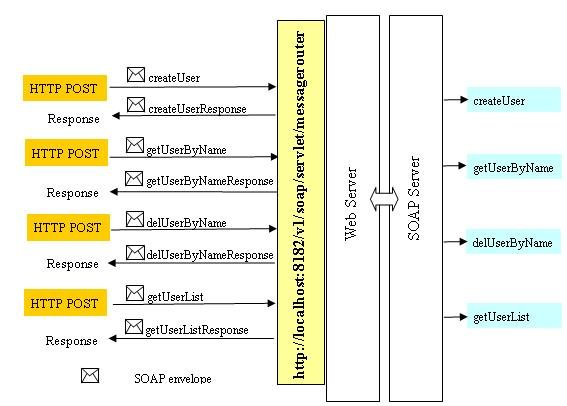 HTTP POST
createUser
Response
createUserResponse
HTTP POST
getUserByName
Response
getUserByNameResponse
HTTP POST
delUserByName
Response
delUserByNameResponse
HTTP POST
getUserList
Response
getUserListResponse
SOAP envelope
http://localhost:8182/v1/soap/servlet/messagerouter
Web Server
SOAP Server
createUser
getUserByName
delUserByName
getUserList